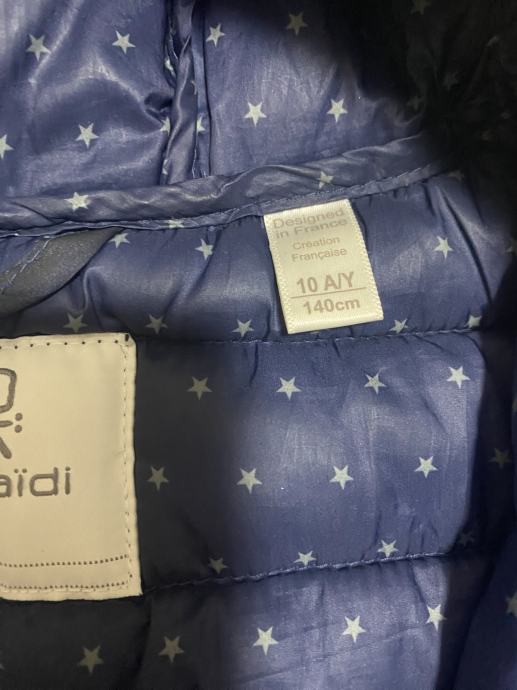 Designed
in France
Création
Française
10 A/Y
140cm
aïdi